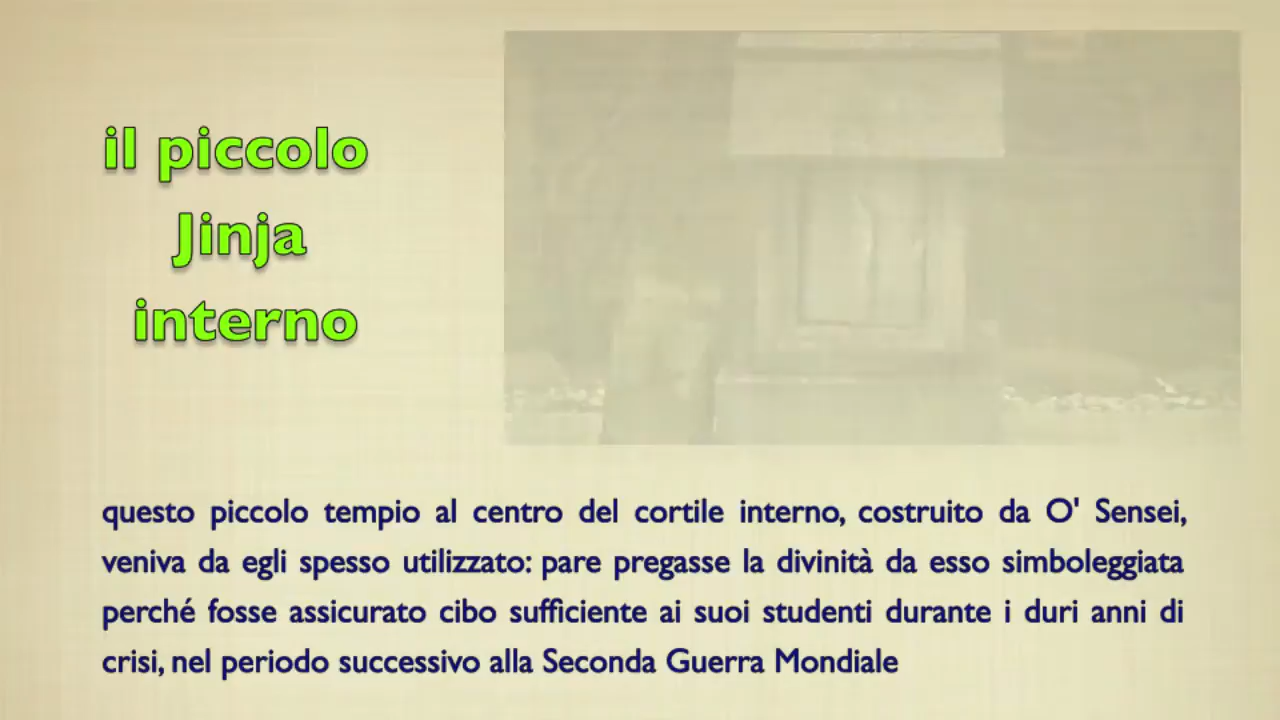 il piccolo
Jinja
interno
questo piccolo tempio al centro del cortile interno, costruito da O' Sensei,
veniva da egli spesso utilizzato: pare pregasse la divinità da esso simboleggiata
perché fosse assicurato cibo sufficiente ai suoi studenti durante i duri anni di
crisi, nel periodo successivo alla Seconda Guerra Mondiale